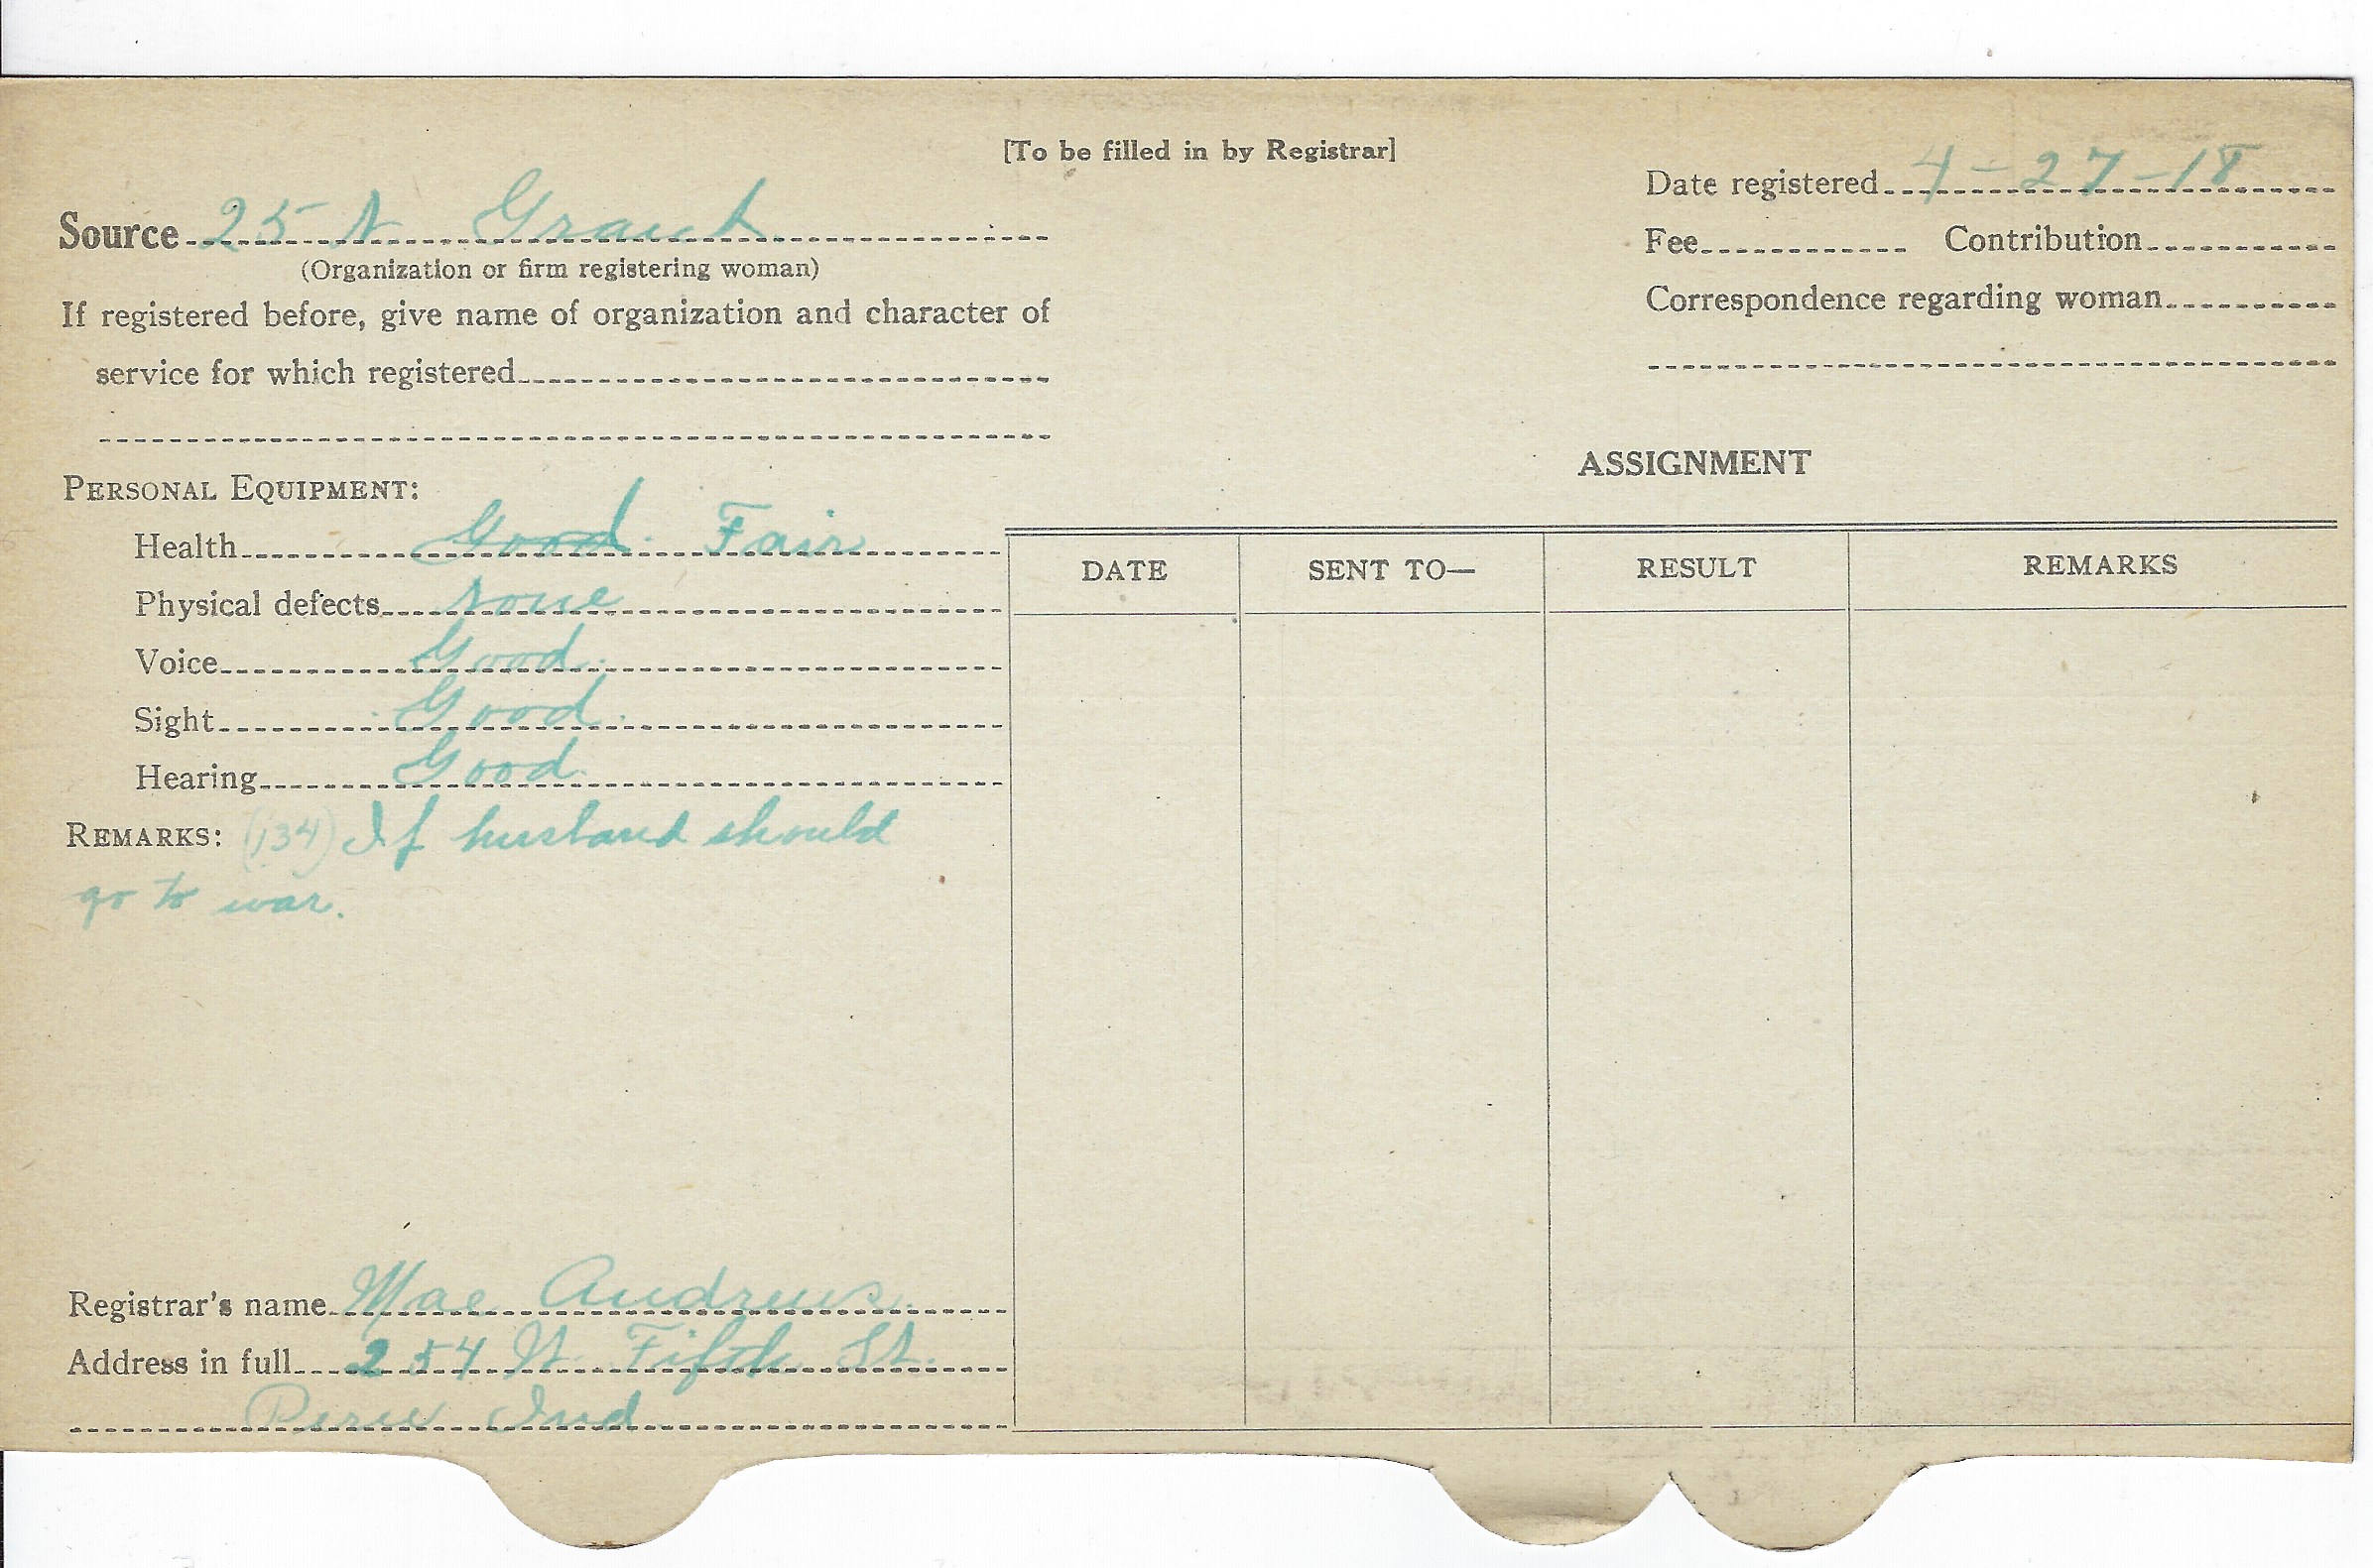 [To be filled in by Registrar]
Date registered 4-27-18
Source 25 N Grant
(Organization or firm registering woman)
Fee Contribution
If registered before, give name of organization and character of
service for which registered
Correspondence regarding woman
ASSIGNMENT
PERSONAL EQUIPMENT:
Health Good Fair
Physical defects None
Voice Good
Sight Good
Hearing Good
REMARKS: (134) If husband should
go to war.
DATE SENT TO— RESULT REMARKS
Registrar's name Mae Andrews
Address in full 254 W. Fifth St.
Peru Ind